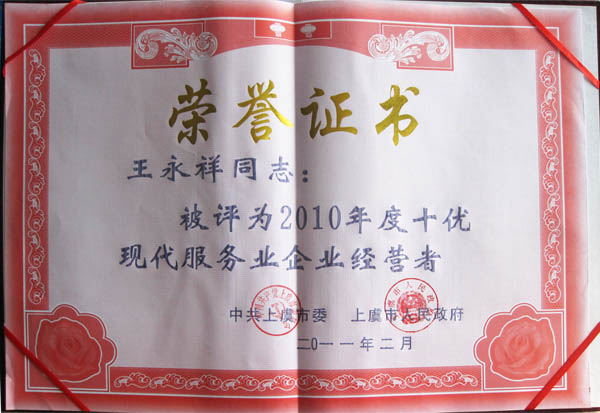 荣誉证书
王永祥同志：
被评为2010年度十优
现代服务业企业经营者
中共上虞市委 上虞市人民政府
二〇一一年二月